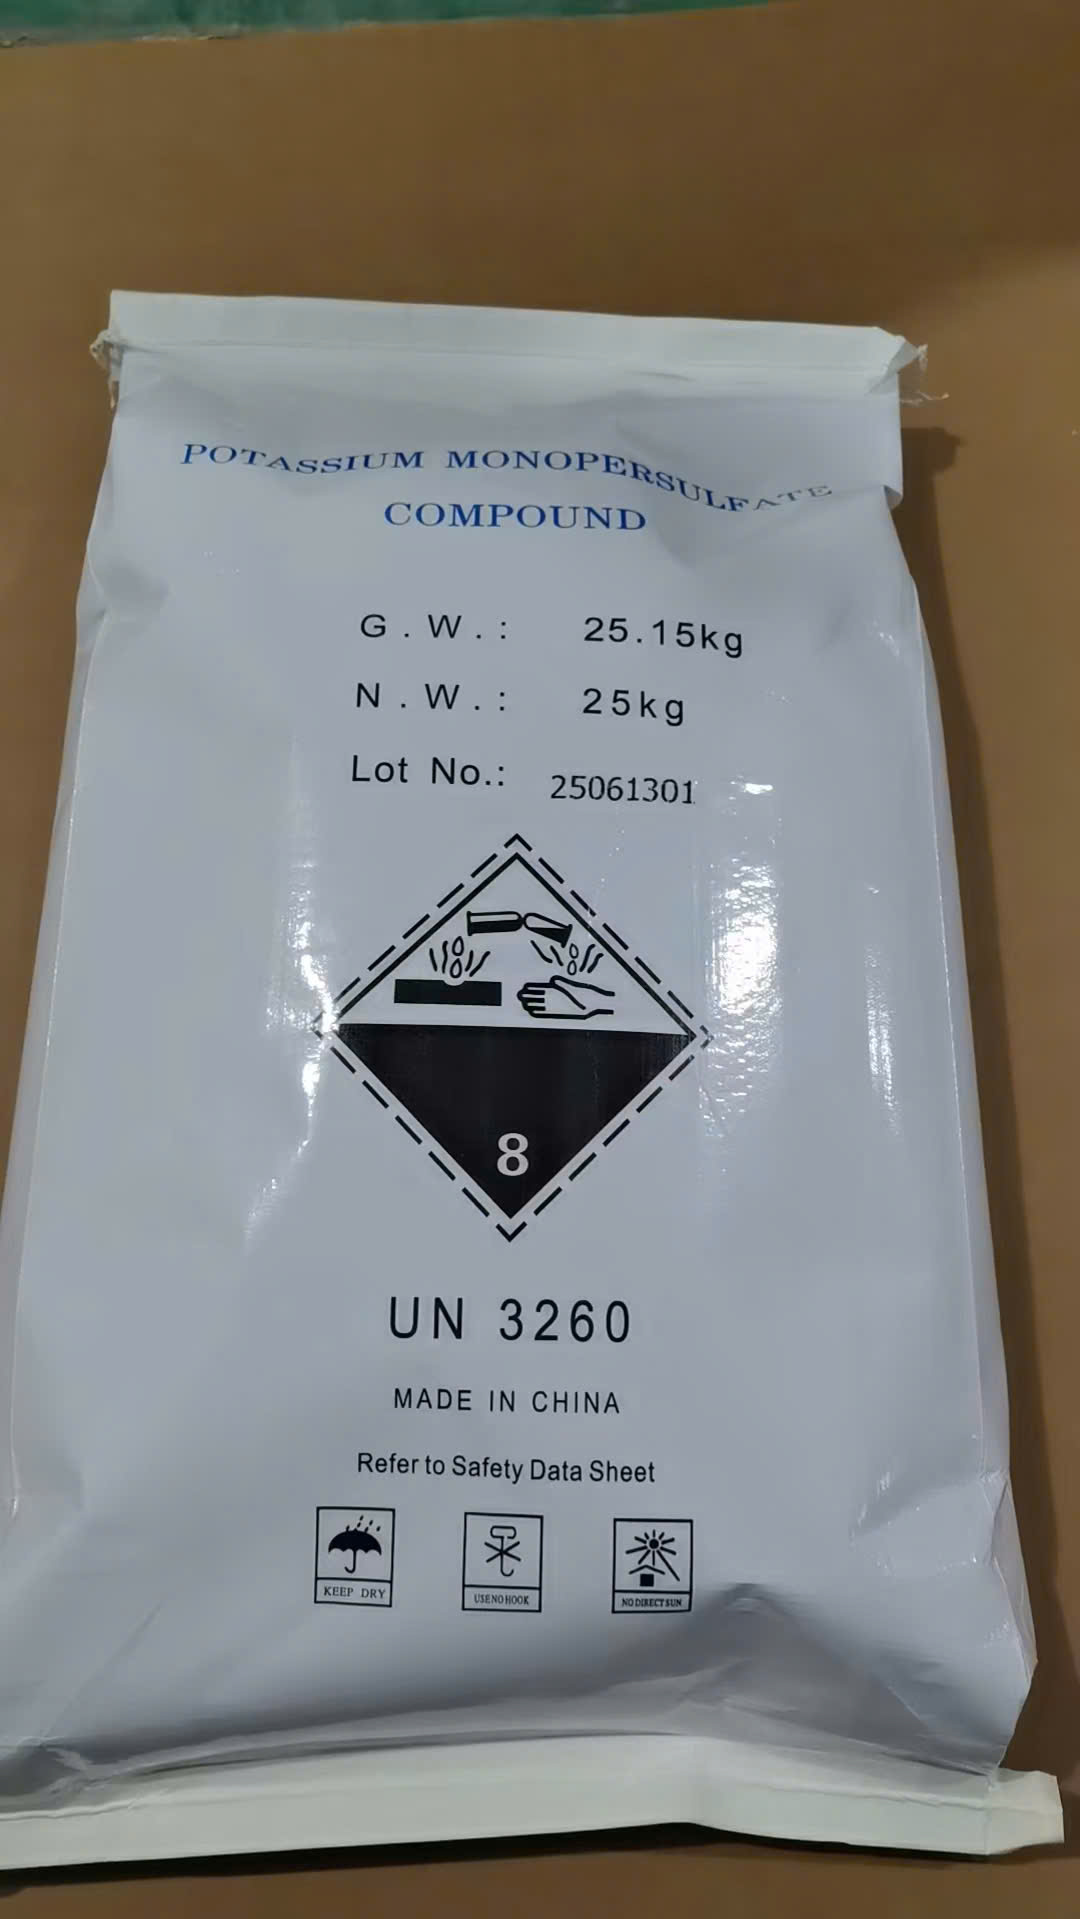 POTASSIUM MONOPERSULFATE
COMPOUND
G.W.: 25.15kg
N.W.: 25kg
Lot No.: 25061301
8
UN 3260
MADE IN CHINA
Refer to Safety Data Sheet
KEEP DRY
USE NO HOOK
NO DIRECT SUN